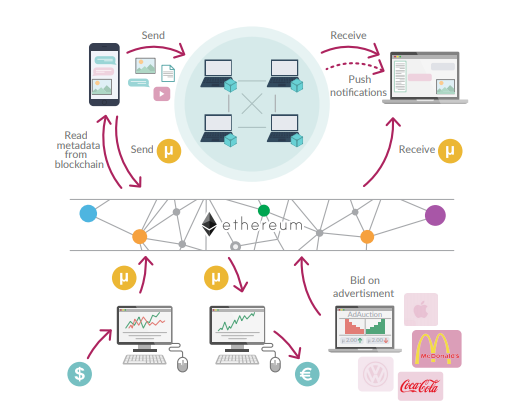 Send
Receive
Push
notifications
Read
metadata
from
blockchain
Send
μ
Receive
μ
ethereum
μ
μ
Bid on
advertisment
AdAuction
McDonald's
Coca-Cola
$
€